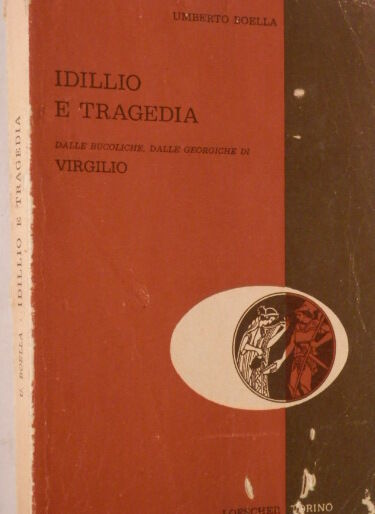 UMBERTO BOELLA
IDILLIO
E TRAGEDIA
DALLE BUCOLICHE, DALLE GEORGICHE DI
VIRGILIO
U. BOELLA - IDILLIO E TRAGEDIA
LOESCHER TORINO